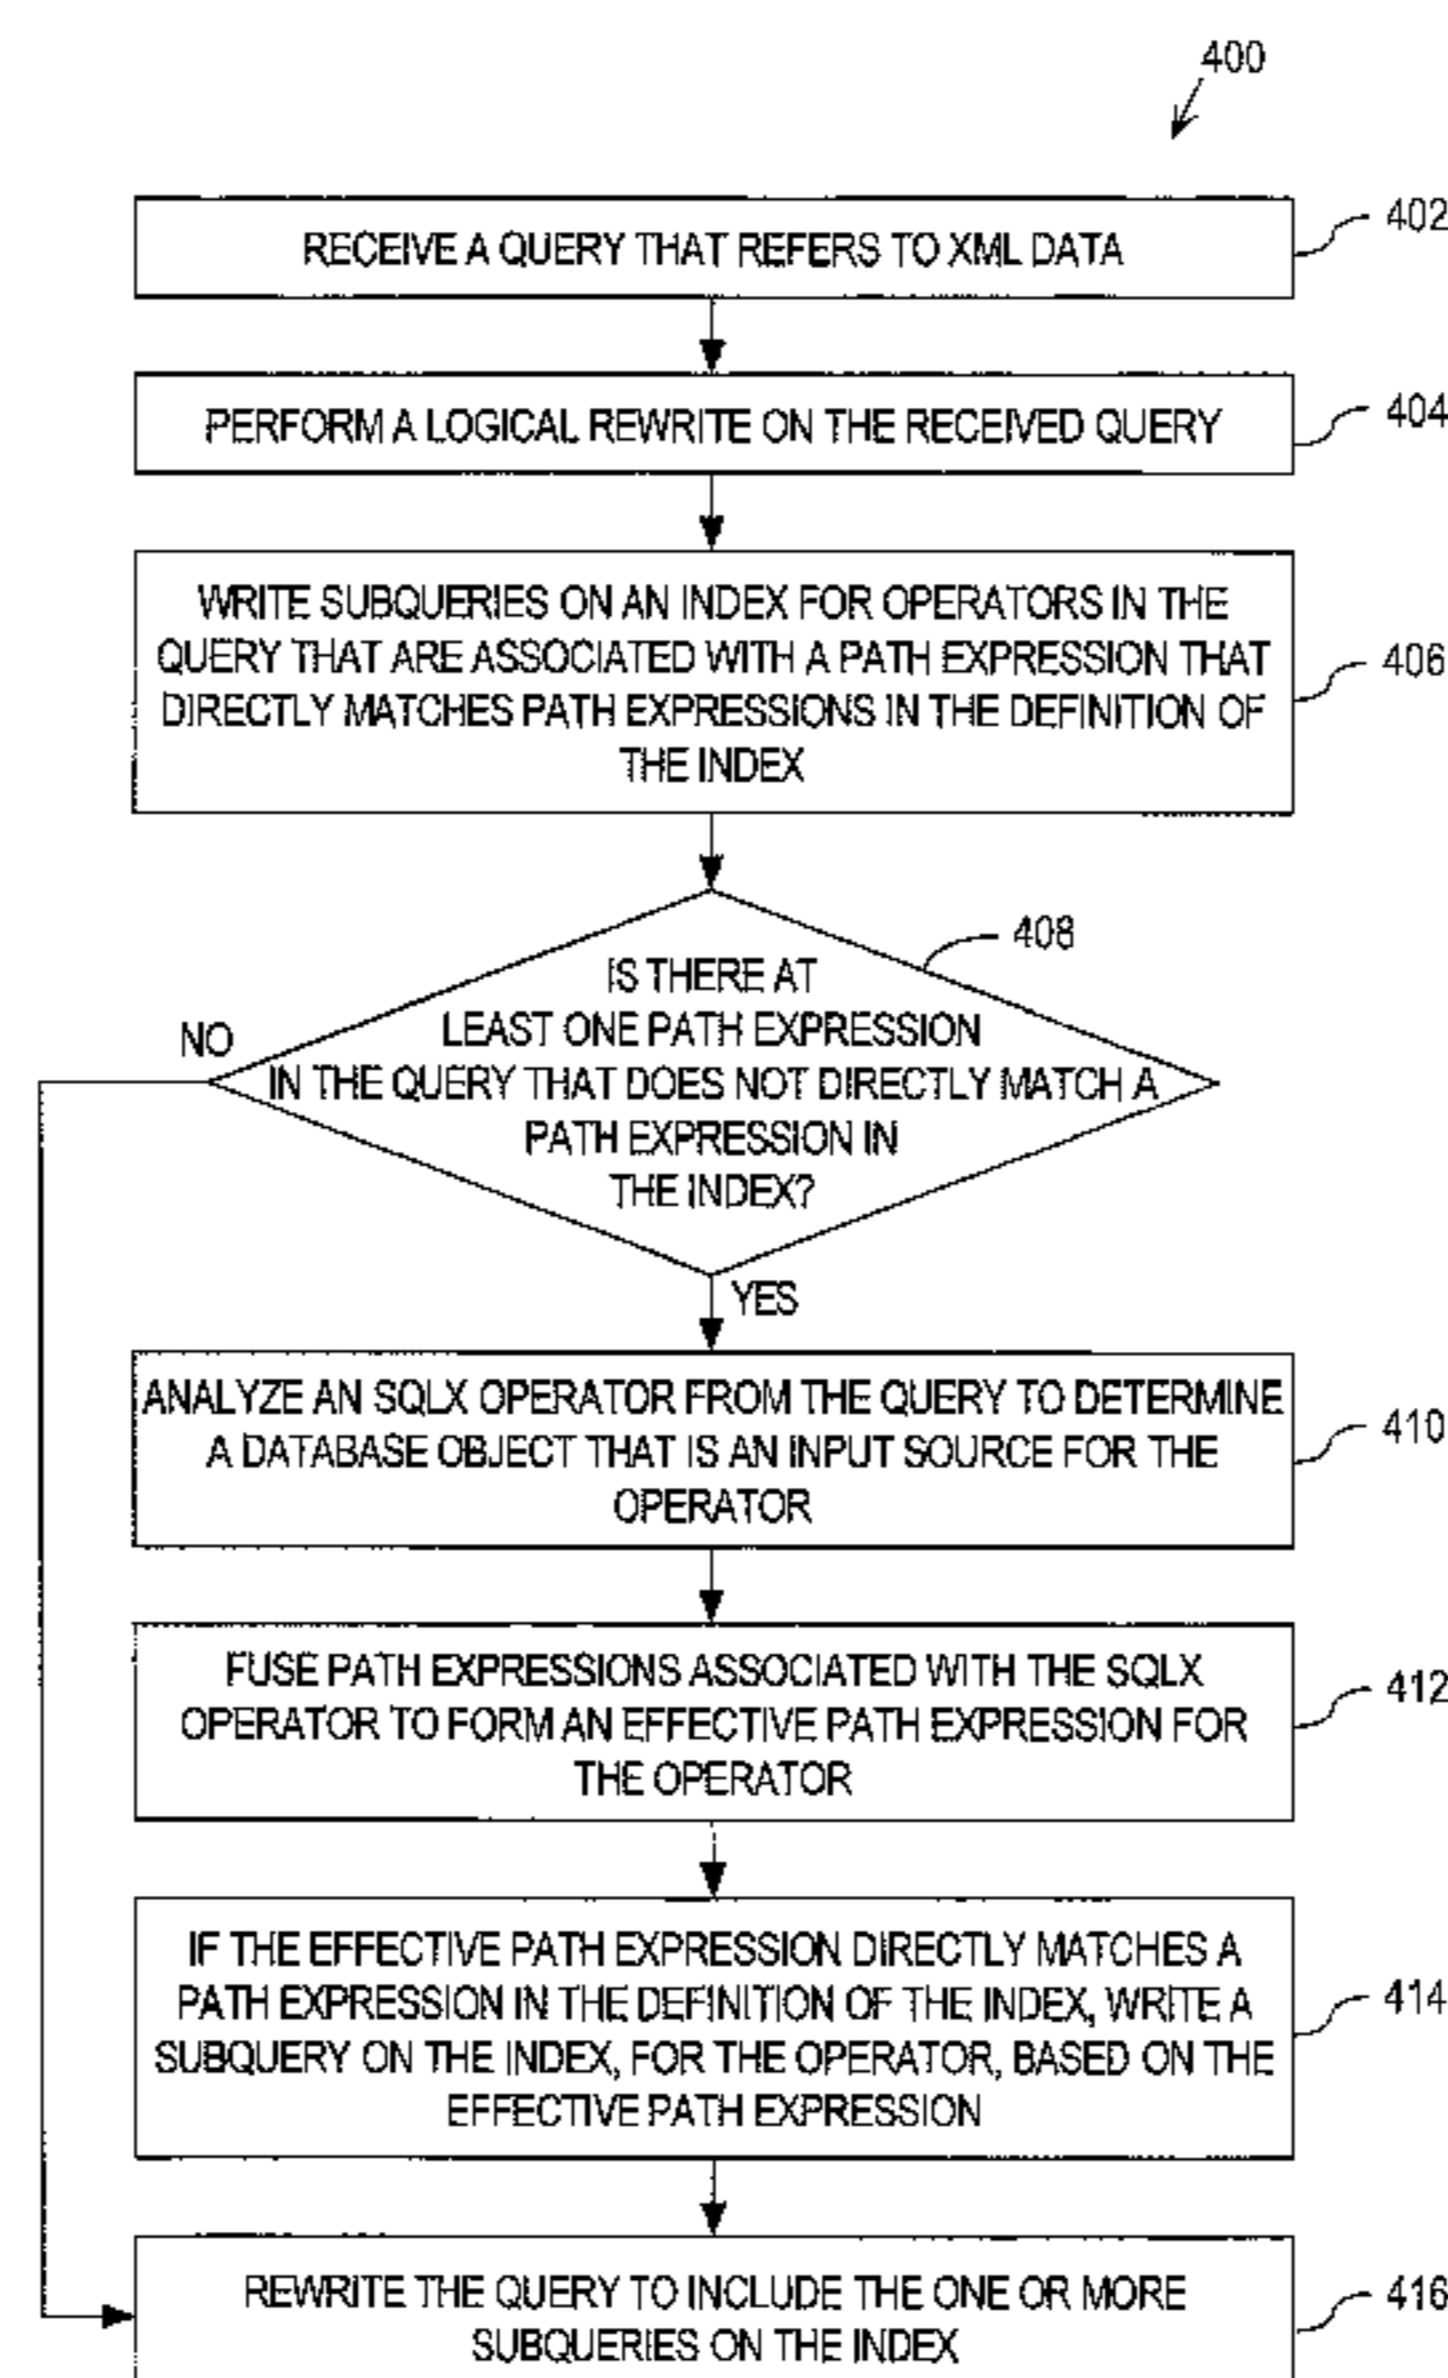 400
RECEIVE A QUERY THAT REFERS TO XML DATA
402
PERFORM A LOGICAL REWRITE ON THE RECEIVED QUERY
404
WRITE SUBQUERIES ON AN INDEX FOR OPERATORS IN THE
QUERY THAT ARE ASSOCIATED WITH A PATH EXPRESSION THAT
DIRECTLY MATCHES PATH EXPRESSIONS IN THE DEFINITION OF
THE INDEX
406
408
IS THERE AT
LEAST ONE PATH EXPRESSION
IN THE QUERY THAT DOES NOT DIRECTLY MATCH A
PATH EXPRESSION IN
THE INDEX?
NO
YES
ANALYZE AN SQLX OPERATOR FROM THE QUERY TO DETERMINE
A DATABASE OBJECT THAT IS AN INPUT SOURCE FOR THE
OPERATOR
410
FUSE PATH EXPRESSIONS ASSOCIATED WITH THE SQLX
OPERATOR TO FORM AN EFFECTIVE PATH EXPRESSION FOR
THE OPERATOR
412
IF THE EFFECTIVE PATH EXPRESSION DIRECTLY MATCHES A
PATH EXPRESSION IN THE DEFINITION OF THE INDEX, WRITE A
SUBQUERY ON THE INDEX, FOR THE OPERATOR, BASED ON THE
EFFECTIVE PATH EXPRESSION
414
REWRITE THE QUERY TO INCLUDE THE ONE OR MORE
SUBQUERIES ON THE INDEX
416